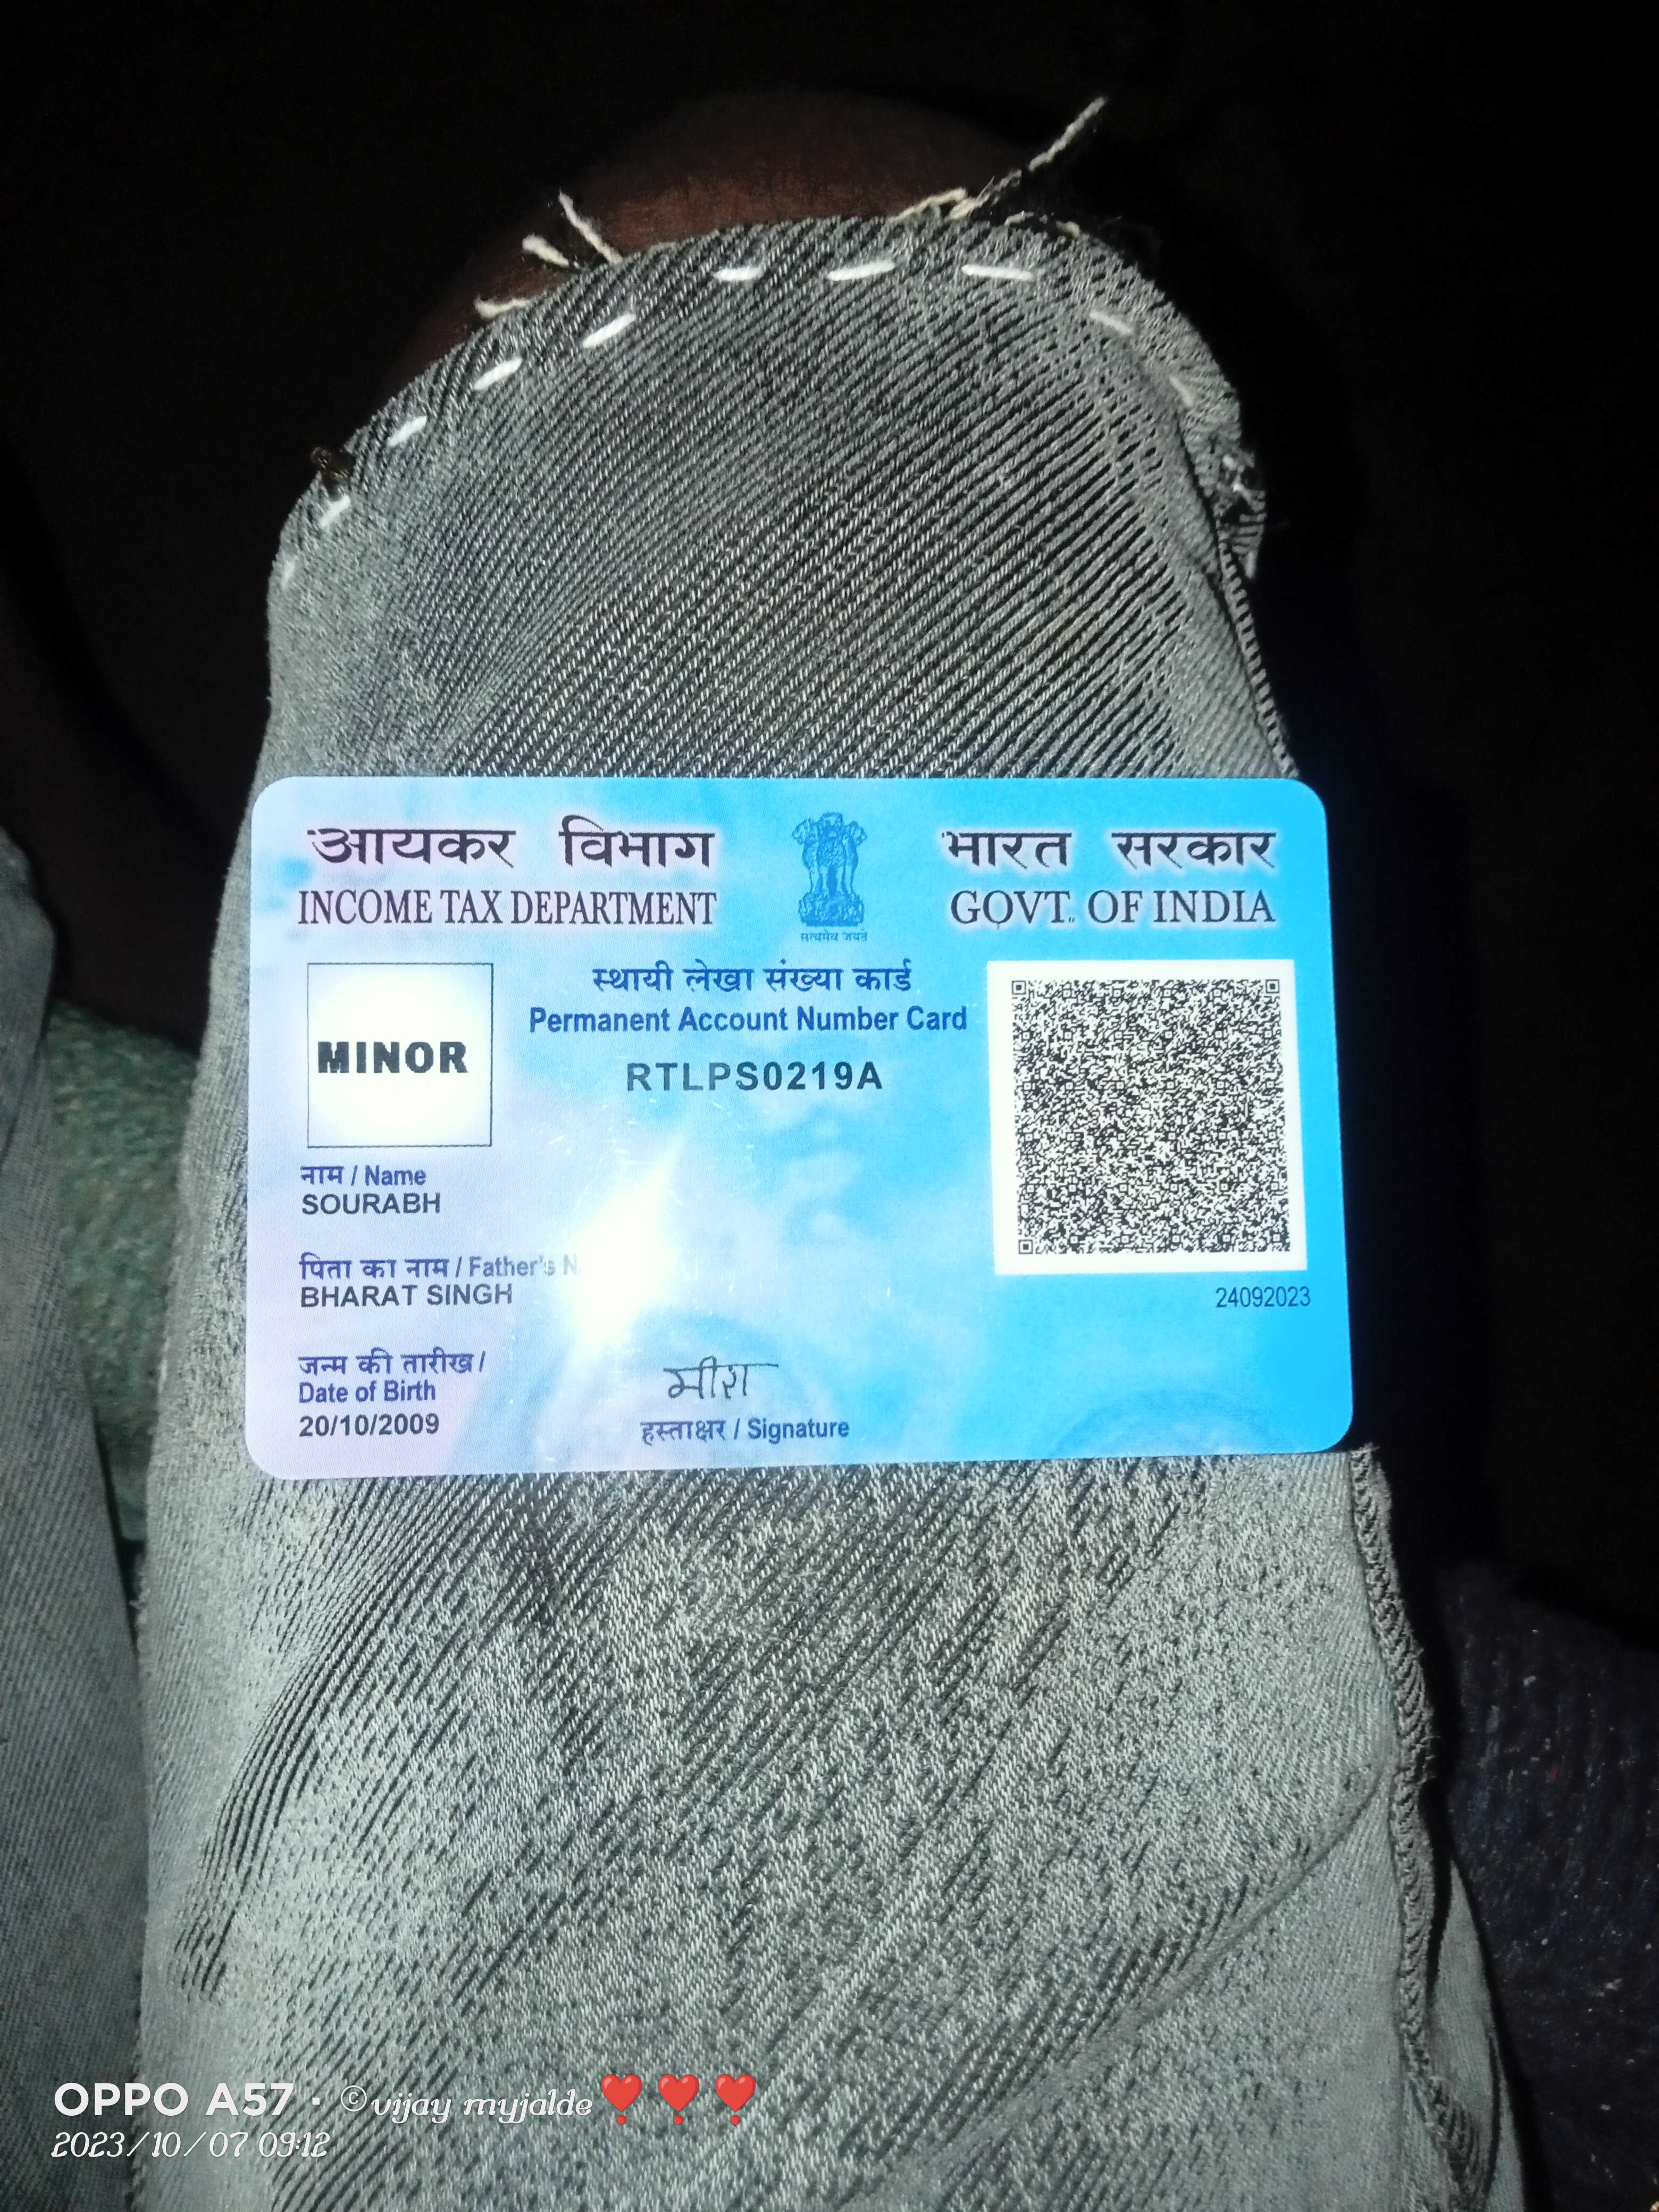 आयकर विभाग
INCOME TAX DEPARTMENT
सत्यमेव जयते
भारत सरकार
GOVT. OF INDIA
स्थायी लेखा संख्या कार्ड
Permanent Account Number Card
RTLPS0219A
MINOR
नाम / Name
SOURABH
पिता का नाम / Father's N
BHARAT SINGH
24092023
जन्म की तारीख /
Date of Birth
20/10/2009
हस्ताक्षर / Signature
OPPO A57 · ©vijay myjalde❣❣❣
2023/10/07 09:12